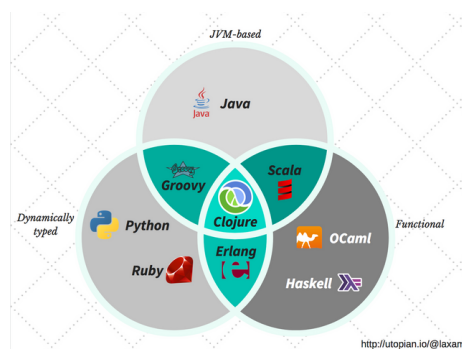 JVM-based
Java
Java
Groovy
Scala
Clojure
Dynamically
typed
Python
Ruby
Erlang
Functional
OCaml
Haskell
http://utopian.io/@laxam